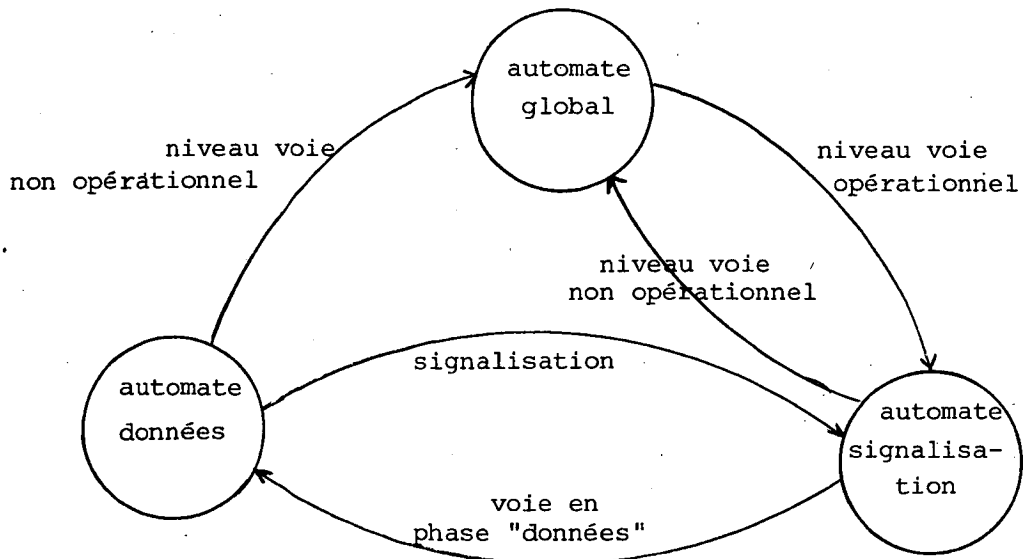 automate
global
niveau voie
non opérationnel
niveau voie
opérationnel
niveau voie
non opérationnel
signalisation
automate
données
automate
signalisa-
tion
voie en
phase "données"